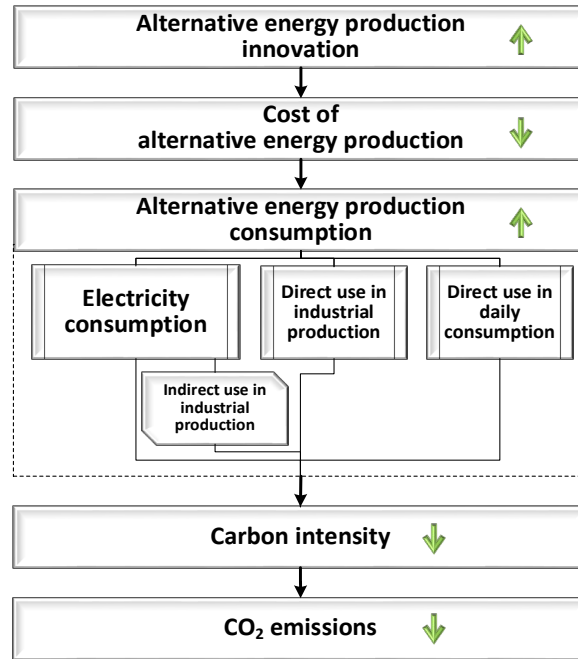 Alternative energy production
innovation
Cost of
alternative energy production
Alternative energy production
consumption
Electricity
consumption
Direct use in
industrial
production
Direct use in
daily
consumption
Indirect use in
industrial
production
Carbon intensity
CO₂ emissions